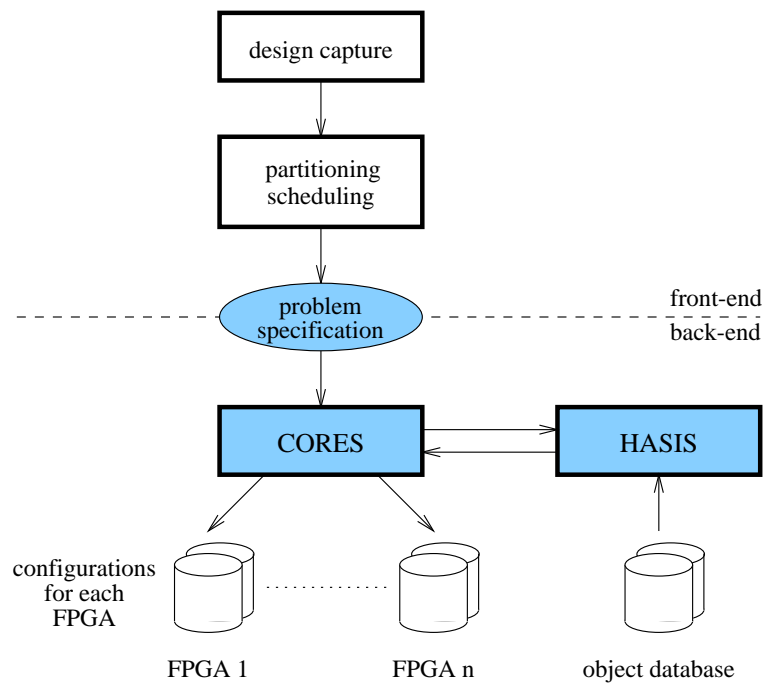 design capture
partitioning
scheduling
problem
specification
front-end
back-end
CORES
HASIS
configurations
for each
FPGA
FPGA 1
FPGA n
object database